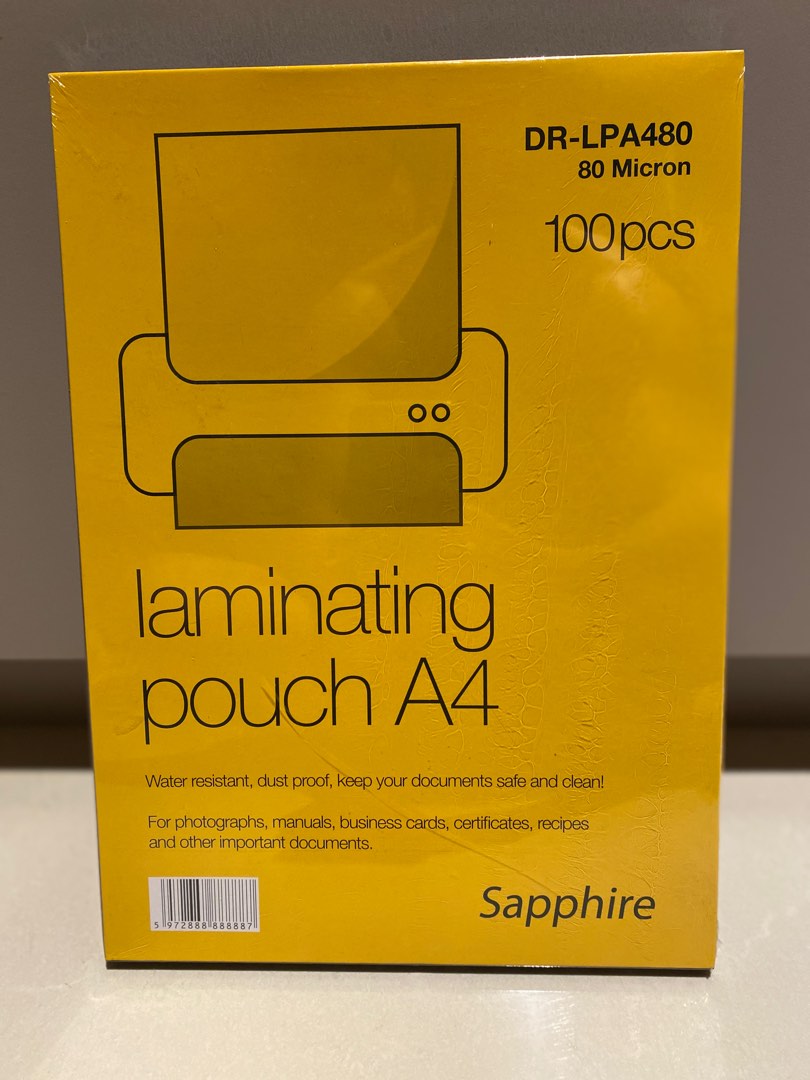 DR-LPA480
80 Micron
100pcs
laminating
pouch A4
Water resistant, dust proof, keep your documents safe and clean!
For photographs, manuals, business cards, certificates, recipes
and other important documents.
5 972888 888887
Sapphire